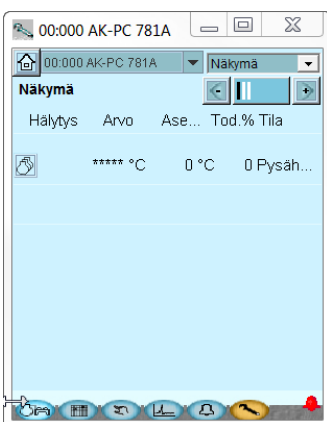 00:000 AK-PC 781A
00:000 AK-PC 781A Näkymä
Näkymä
Hälytys Arvo Ase... Tod.% Tila
***** °C 0 °C 0 Pysäh...